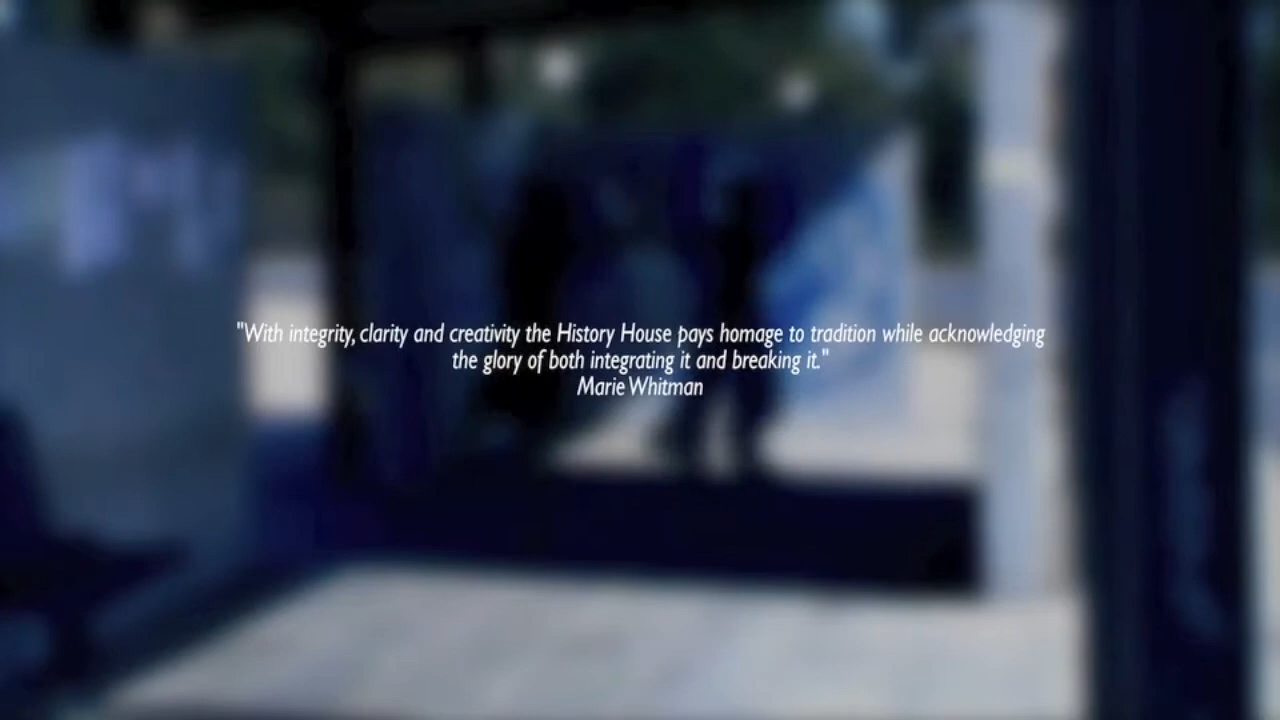 "With integrity, clarity and creativity the History House pays homage to tradition while acknowledging
the glory of both integrating it and breaking it."
Marie Whitman